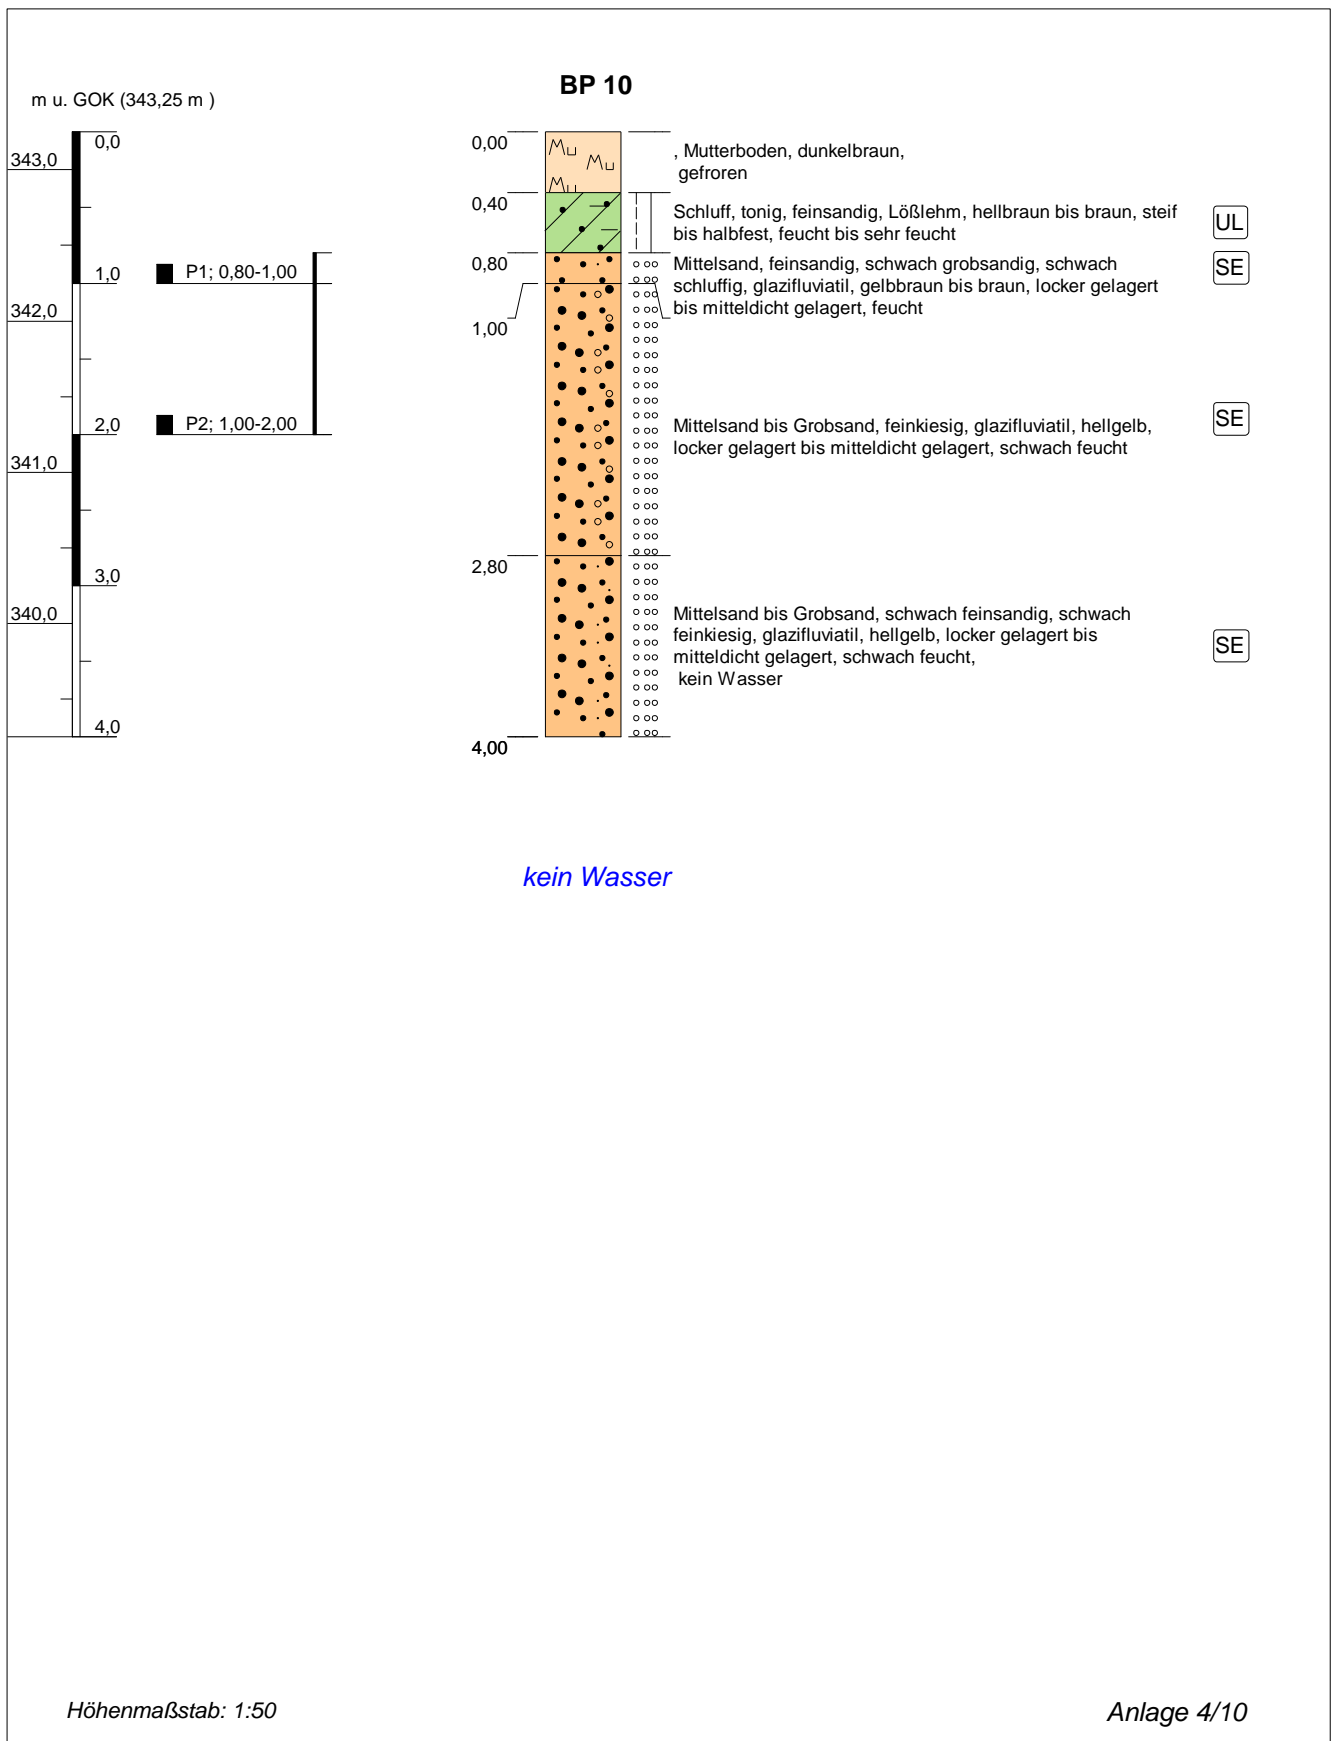 BP 10
m u. GOK (343,25 m )
0,0
343,0
1,0
342,0
2,0
341,0
3,0
340,0
4,0
P1; 0,80-1,00
P2; 1,00-2,00
0,00
, Mutterboden, dunkelbraun,
gefroren
0,40
Schluff, tonig, feinsandig, Lößlehm, hellbraun bis braun, steif
bis halbfest, feucht bis sehr feucht
UL
0,80
Mittelsand, feinsandig, schwach grobsandig, schwach
schluffig, glazifluviatil, gelbbraun bis braun, locker gelagert
bis mitteldicht gelagert, feucht
SE
1,00
Mittelsand bis Grobsand, feinkiesig, glazifluviatil, hellgelb,
locker gelagert bis mitteldicht gelagert, schwach feucht
SE
2,80
Mittelsand bis Grobsand, schwach feinsandig, schwach
feinkiesig, glazifluviatil, hellgelb, locker gelagert bis
mitteldicht gelagert, schwach feucht,
kein Wasser
SE
4,00
Mu
Mu
Mu
kein Wasser
Höhenmaßstab: 1:50
Anlage 4/10